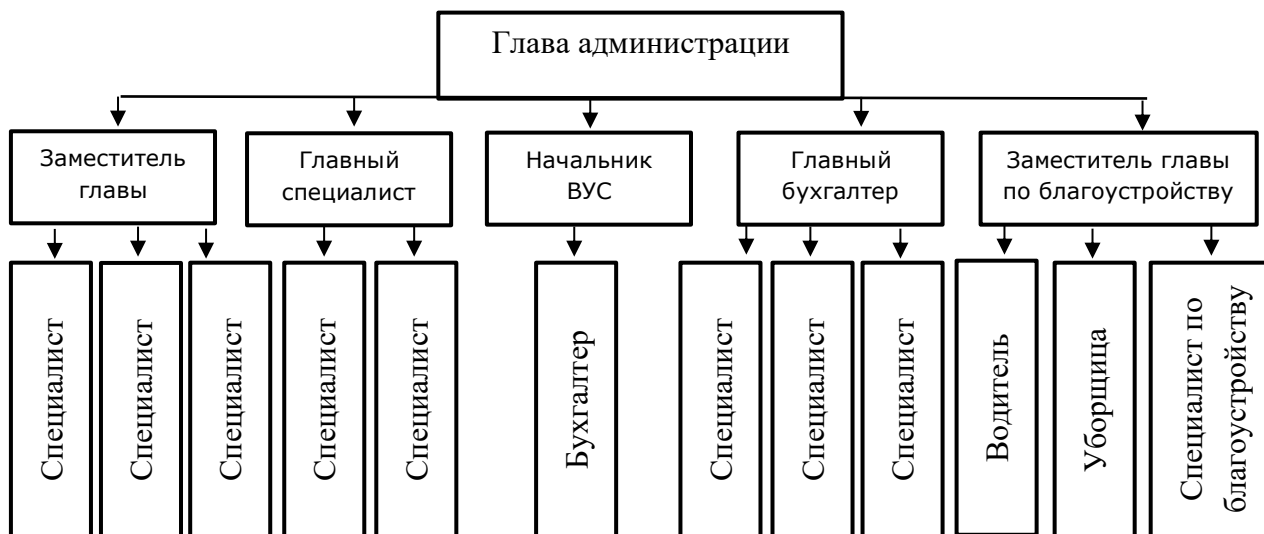 Глава администрации
Заместитель
главы
Главный
специалист
Начальник
ВУС
Главный
бухгалтер
Заместитель главы
по благоустройству
Специалист
Специалист
Специалист
Специалист
Специалист
Бухгалтер
Специалист
Специалист
Специалист
Водитель
Уборщица
Специалист по
благоустройству